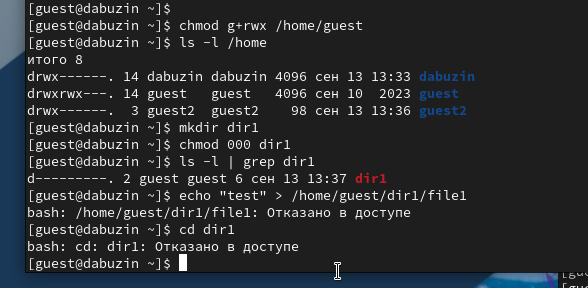 [guest@dabuzin ~]$
[guest@dabuzin ~]$ chmod g+rwx /home/guest
[guest@dabuzin ~]$ ls -l /home
итого 8
drwx------. 14 dabuzin dabuzin 4096 сен 13 13:33 dabuzin
drwxrwx---. 14 guest   guest   4096 сен 10  2023 guest
drwx------.  3 guest2  guest2    98 сен 13 13:36 guest2
[guest@dabuzin ~]$ mkdir dir1
[guest@dabuzin ~]$ chmod 000 dir1
[guest@dabuzin ~]$ ls -l | grep dir1
d---------. 2 guest guest 6 сен 13 13:37 dir1
[guest@dabuzin ~]$ echo "test" > /home/guest/dir1/file1
bash: /home/guest/dir1/file1: Отказано в доступе
[guest@dabuzin ~]$ cd dir1
bash: cd: dir1: Отказано в доступе
[guest@dabuzin ~]$